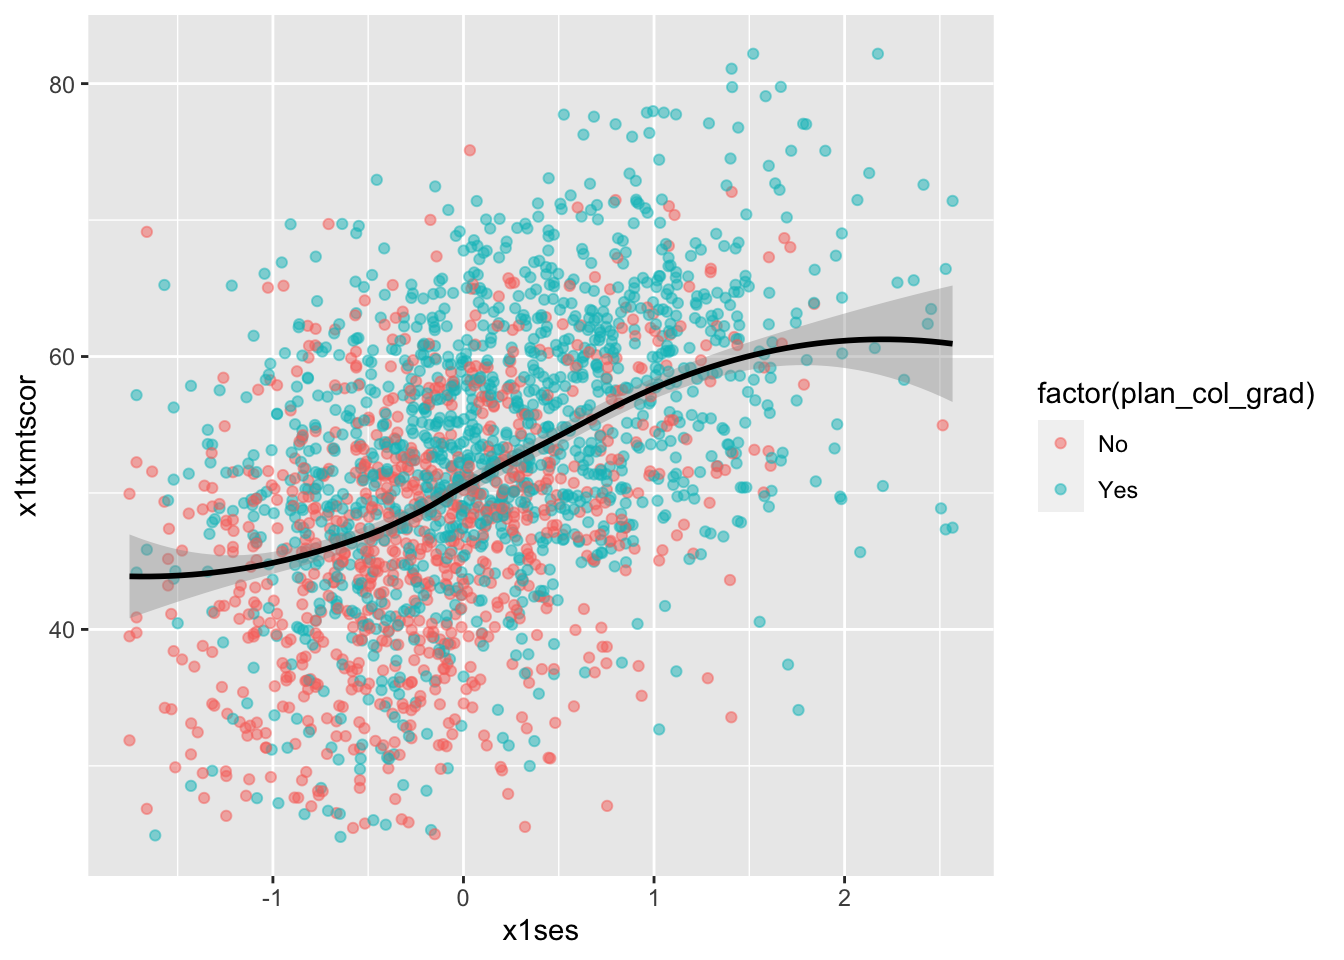 80
60
40
x1txmtscor
-1
0
1
2
x1ses
factor(plan_col_grad)
No
Yes